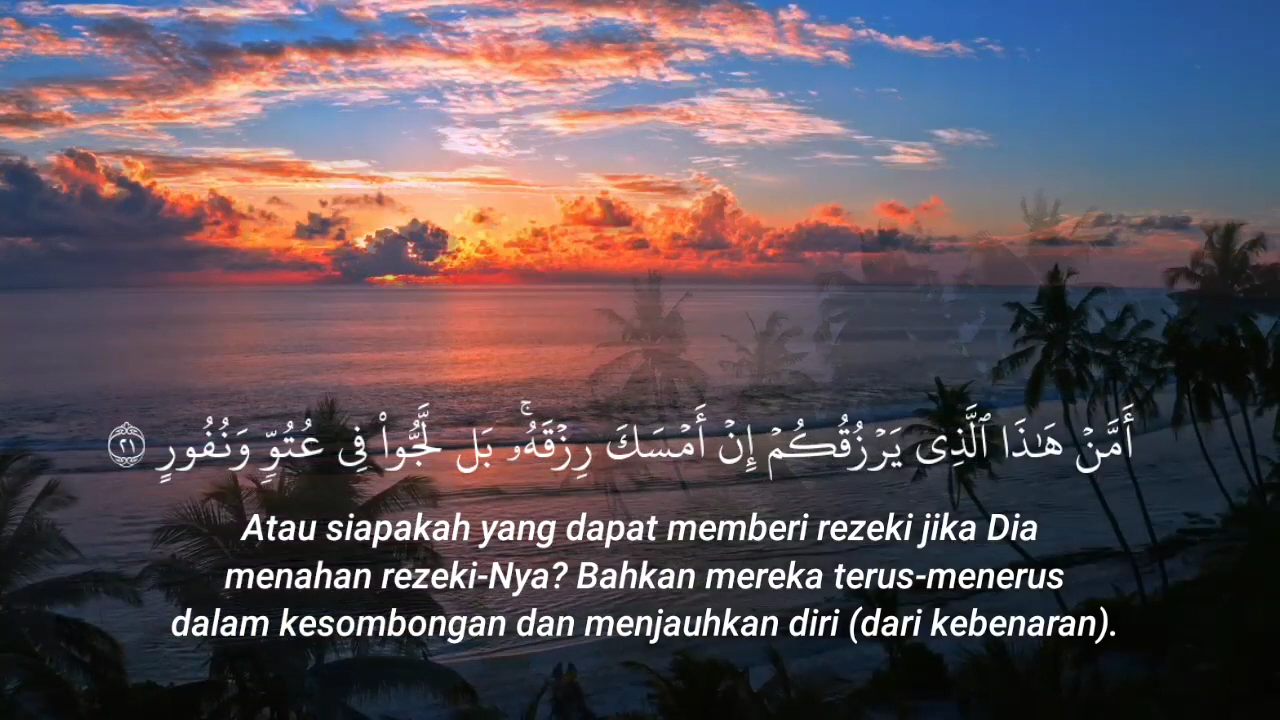 أَمَّنْ هَـٰذَا ٱلَّذِى يَرْزُقُكُمْ إِنْ أَمْسَكَ رِزْقَهُۥ ۚ بَل لَّجُّوا۟ فِى عُتُوٍّ وَنُفُورٍ ٢١
Atau siapakah yang dapat memberi rezeki jika Dia
menahan rezeki-Nya? Bahkan mereka terus-menerus
dalam kesombongan dan menjauhkan diri (dari kebenaran).